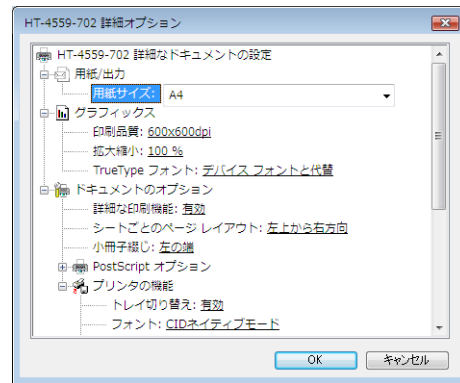 HT-4559-702 詳細オプション
HT-4559-702 詳細なドキュメントの設定
用紙/出力
用紙サイズ: A4
グラフィックス
印刷品質: 600x600dpi
拡大縮小: 100 %
TrueType フォント: デバイス フォントと代替
ドキュメントのオプション
詳細な印刷機能: 有効
シートごとのページ レイアウト: 左上から右方向
小冊子綴じ: 左の端
PostScript オプション
プリンタの機能
トレイ切り替え: 有効
フォント: CIDネイティブモード
OK キャンセル